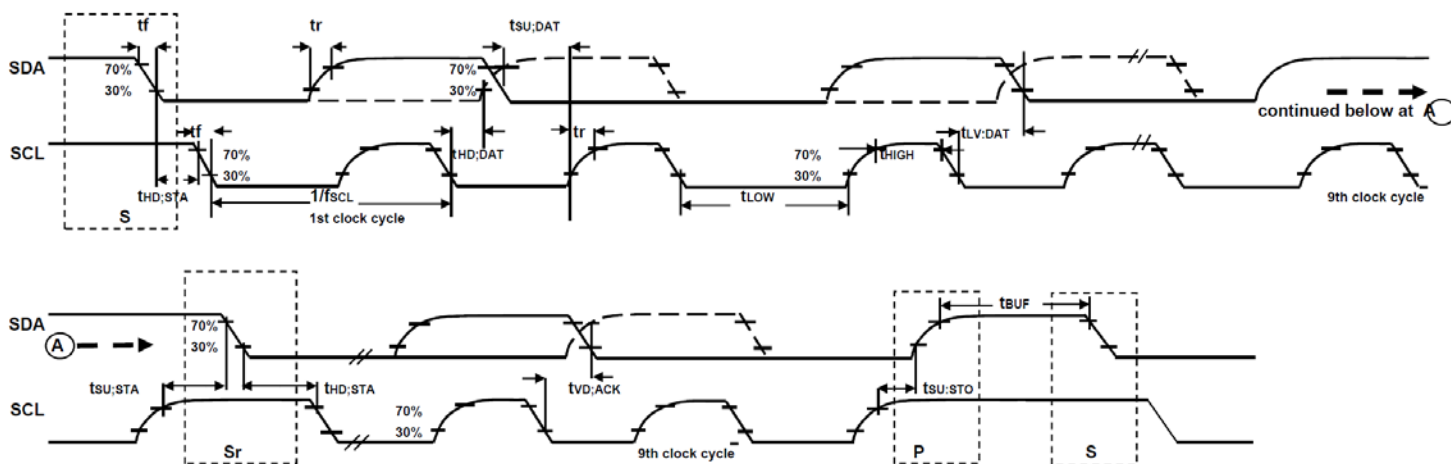 tf tr tSU;DAT
SDA 70% 70%
30% 30%
continued below at A
tf tHD;DAT tr tHIGH tLV:DAT
SCL 70% 70%
30% 30%
tHD;STA 1/fSCL tLOW
S 1st clock cycle 9th clock cycle
tBUF
SDA 70%
A 30%
tSU;STA tHD;STA tVD;ACK tSU:STO
SCL 70%
30%
Sr 9th clock cycle P S